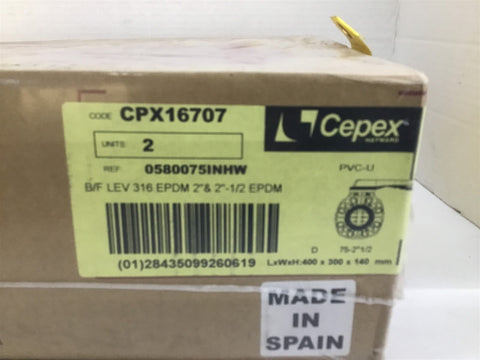 CODE CPX16707
UNITS: 2
REF: 0580075INHW
B/F LEV 316 EPDM 2"& 2"-1/2 EPDM
(01)28435099260619
Cepex
HAYWARD
PVC-U
D 75-2"1/2
LxWxH:400 x 300 x 140 mm
MADE
IN
SPAIN